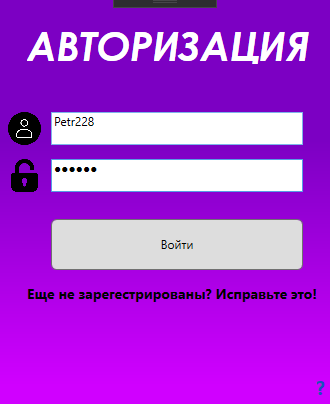 АВТОРИЗАЦИЯ
Petr228
••••••
Войти
Еще не зарегестрированы? Исправьте это!
?